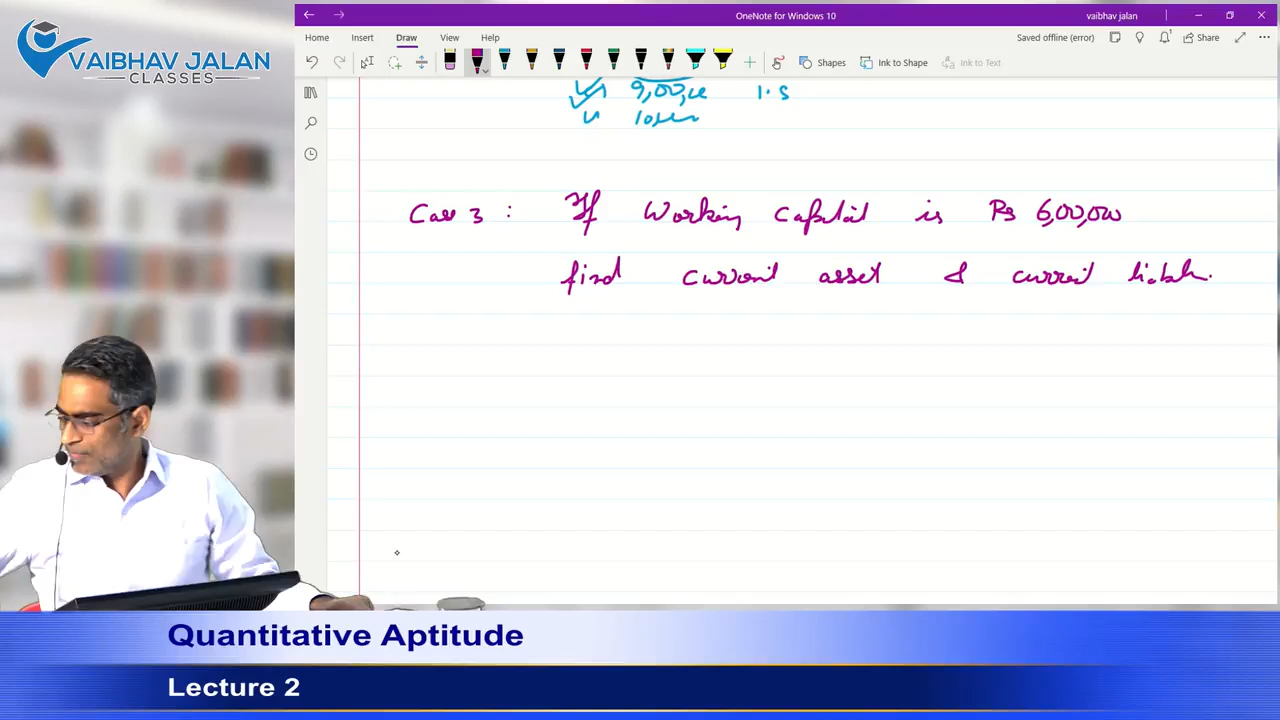 OneNote for Windows 10
vaibhav jalan
VAIBHAV JALAN
CLASSES
Home Insert Draw View Help
Saved offline (error)
Share
Shapes
Ink to Shape
Ink to Text
9,00,000 1.5
Case 3 : If Working Capital is Rs 6,00,000
find current asset & current
Quantitative Aptitude
Lecture 2